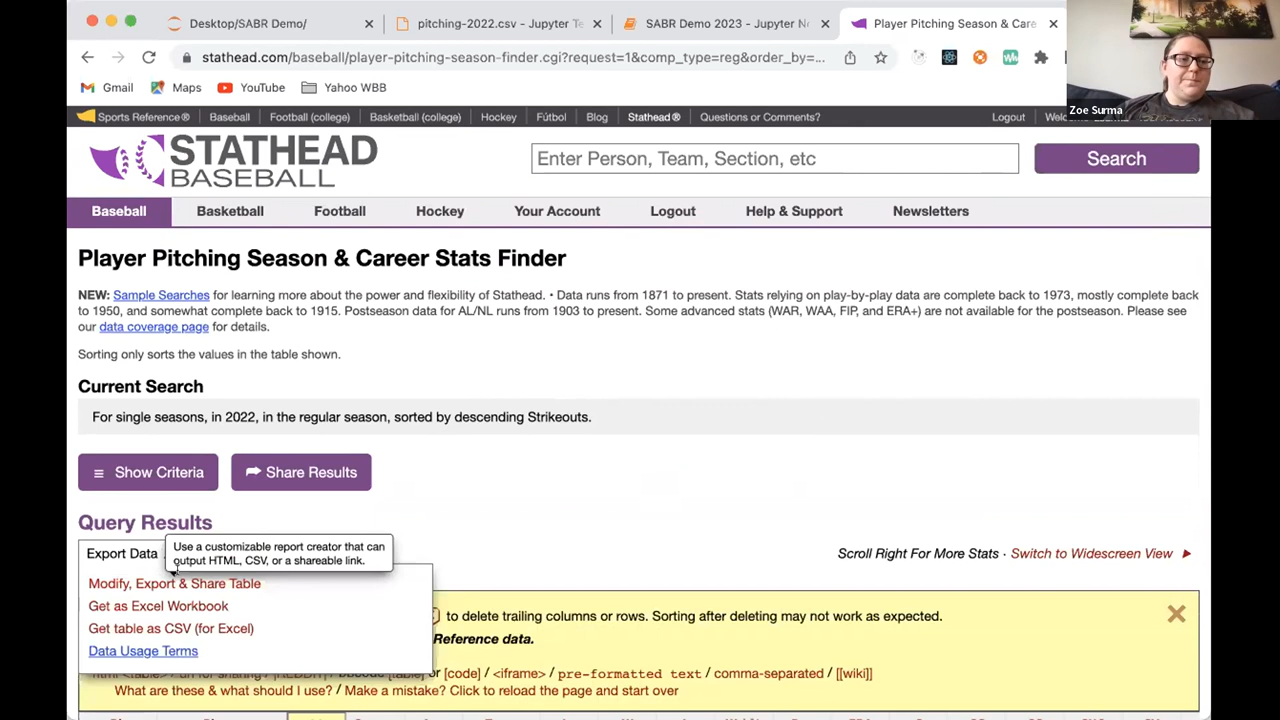 Desktop/SABR Demo/
pitching-2022.csv - Jupyter Te
SABR Demo 2023 - Jupyter N
Player Pitching Season & Care
stathead.com/baseball/player-pitching-season-finder.cgi?request=1&comp_type=reg&order_by=...
Gmail Maps YouTube Yahoo WBB
Zoe Surma
Sports Reference® Baseball Football (college) Basketball (college) Hockey Fútbol Blog Stathead® Questions or Comments? Logout
STATHEAD
BASEBALL
Enter Person, Team, Section, etc
Search
Baseball Basketball Football Hockey Your Account Logout Help & Support Newsletters
Player Pitching Season & Career Stats Finder
NEW: Sample Searches for learning more about the power and flexibility of Stathead. • Data runs from 1871 to present. Stats relying on play-by-play data are complete back to 1973, mostly complete back
to 1950, and somewhat complete back to 1915. Postseason data for AL/NL runs from 1903 to present. Some advanced stats (WAR, WAA, FIP, and ERA+) are not available for the postseason. Please see
our data coverage page for details.
Sorting only sorts the values in the table shown.
Current Search
For single seasons, in 2022, in the regular season, sorted by descending Strikeouts.
Show Criteria Share Results
Query Results
Use a customizable report creator that can
output HTML, CSV, or a shareable link.
Export Data
Scroll Right For More Stats · Switch to Widescreen View
Modify, Export & Share Table
Get as Excel Workbook
Get table as CSV (for Excel)
Data Usage Terms
to delete trailing columns or rows. Sorting after deleting may not work as expected.
Reference data.
or [code] / <iframe> / pre-formatted text / comma-separated / [[wiki]]
What are these & what should I use? / Make a mistake? Click to reload the page and start over